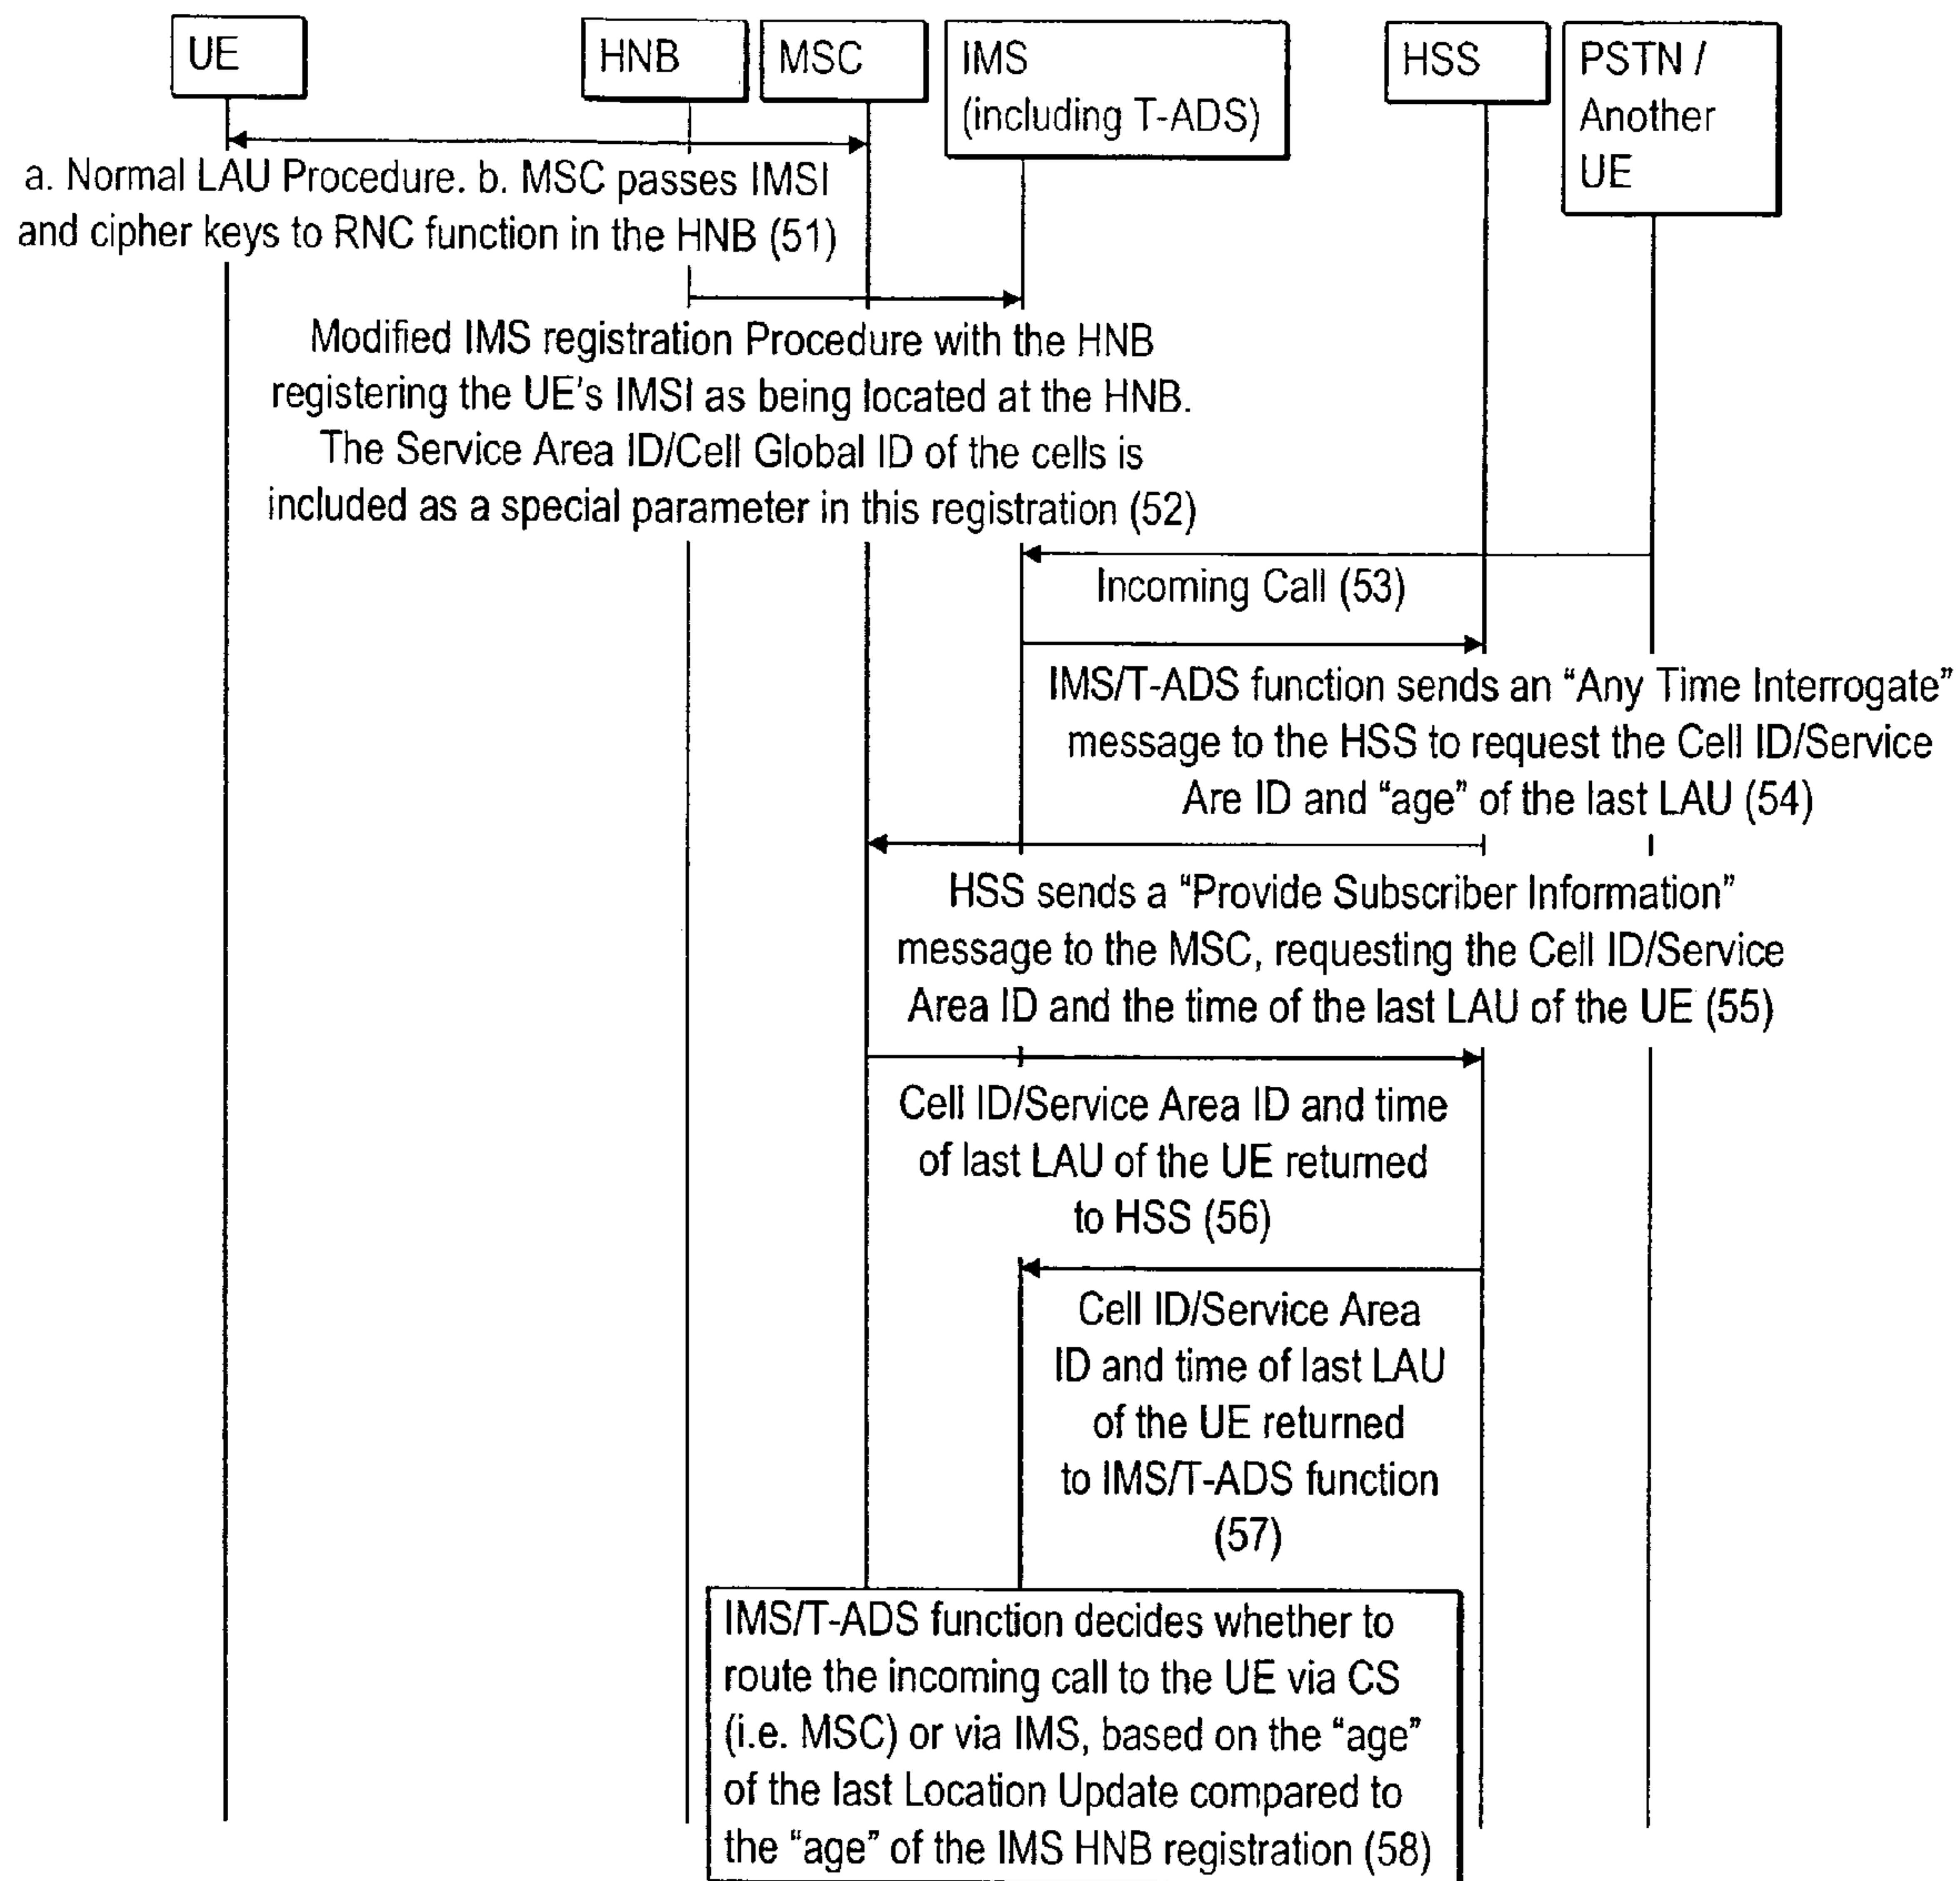 UE
HNB
MSC
IMS
(including T-ADS)
HSS
PSTN /
Another
UE
a. Normal LAU Procedure. b. MSC passes IMSI
and cipher keys to RNC function in the HNB (51)
Modified IMS registration Procedure with the HNB
registering the UE's IMSI as being located at the HNB.
The Service Area ID/Cell Global ID of the cells is
included as a special parameter in this registration (52)
Incoming Call (53)
IMS/T-ADS function sends an “Any Time Interrogate”
message to the HSS to request the Cell ID/Service
Are ID and “age” of the last LAU (54)
HSS sends a “Provide Subscriber Information”
message to the MSC, requesting the Cell ID/Service
Area ID and the time of the last LAU of the UE (55)
Cell ID/Service Area ID and time
of last LAU of the UE returned
to HSS (56)
Cell ID/Service Area
ID and time of last LAU
of the UE returned
to IMS/T-ADS function
(57)
IMS/T-ADS function decides whether to
route the incoming call to the UE via CS
(i.e. MSC) or via IMS, based on the “age”
of the last Location Update compared to
the “age” of the IMS HNB registration (58)